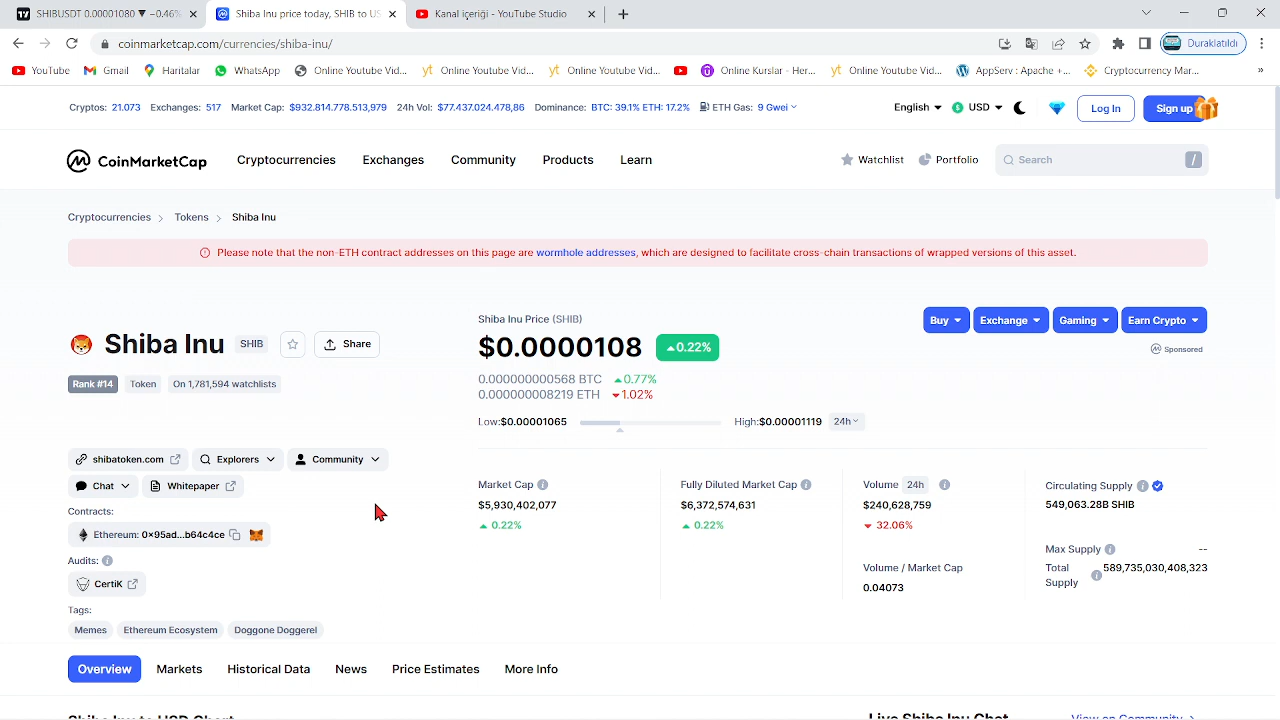 SHIBUSDT 0.00001080 ▼ −0.46%
Shiba Inu price today, SHIB to US
Kanal içeriği - YouTube Studio
coinmarketcap.com/currencies/shiba-inu/
Duraklatıldı
YouTube
Gmail
Haritalar
WhatsApp
Online Youtube Vid...
Online Youtube Vid...
Online Youtube Vid...
Online Kurslar - Her...
Online Youtube Vid...
AppServ : Apache +...
Cryptocurrency Mar...
»
Cryptos: 21.073 Exchanges: 517 Market Cap: $932.814.778.513,979 24h Vol: $77.437.024.478,86 Dominance: BTC: 39.1% ETH: 17.2% ETH Gas: 9 Gwei
English
USD
Log In
Sign up
CoinMarketCap
Cryptocurrencies
Exchanges
Community
Products
Learn
Watchlist
Portfolio
Search
/
Cryptocurrencies > Tokens > Shiba Inu
Please note that the non-ETH contract addresses on this page are wormhole addresses, which are designed to facilitate cross-chain transactions of wrapped versions of this asset.
Shiba Inu SHIB
Share
Rank #14
Token
On 1,781,594 watchlists
shibatoken.com
Explorers
Community
Chat
Whitepaper
Contracts:
Ethereum: 0x95ad...b64c4ce
Audits:
CertiK
Tags:
Memes
Ethereum Ecosystem
Doggone Doggerel
Shiba Inu Price (SHIB)
$0.0000108
0.22%
0.000000000568 BTC 0.77%
0.000000008219 ETH 1.02%
Low:$0.00001065
High:$0.00001119
24h
Buy
Exchange
Gaming
Earn Crypto
Sponsored
Market Cap
$5,930,402,077
0.22%
Fully Diluted Market Cap
$6,372,574,631
0.22%
Volume 24h
$240,628,759
32.06%
Volume / Market Cap
0.04073
Circulating Supply
549,063.28B SHIB
Max Supply --
Total Supply 589,735,030,408,323
Overview
Markets
Historical Data
News
Price Estimates
More Info
Shiba Inu to USD Chart
Live Shiba Inu Chat
View on Community >